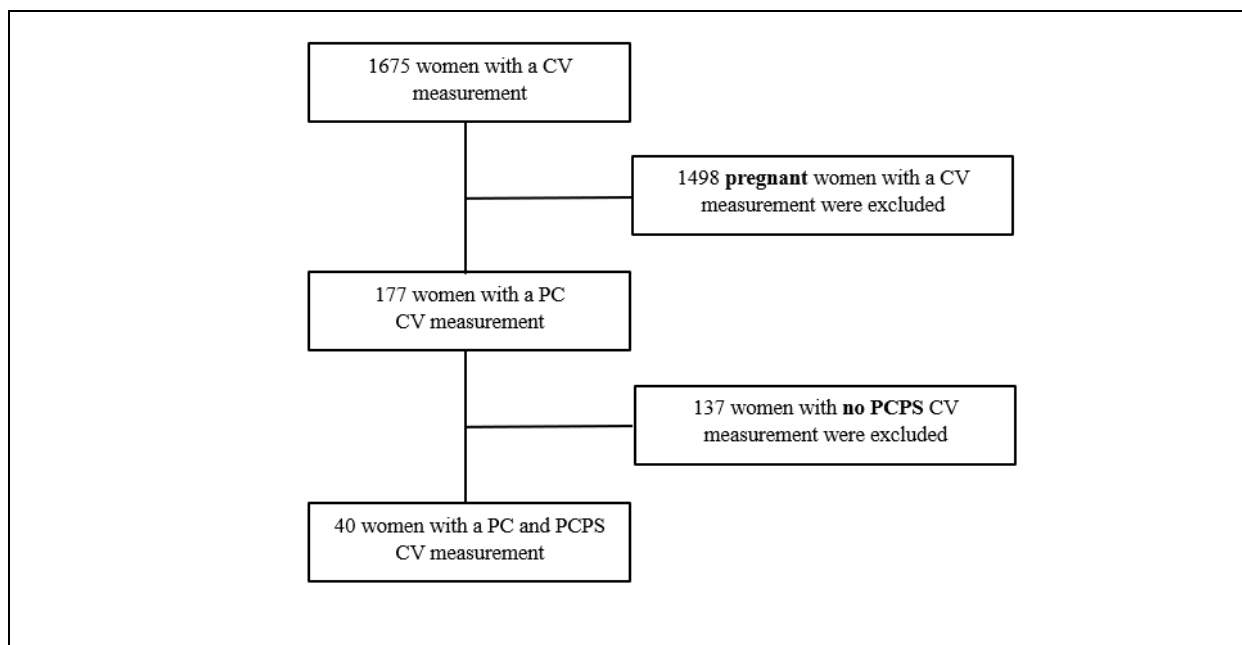 1675 women with a CV
measurement
1498 pregnant women with a CV
measurement were excluded
177 women with a PC
CV measurement
137 women with no PCPS CV
measurement were excluded
40 women with a PC and PCPS
CV measurement